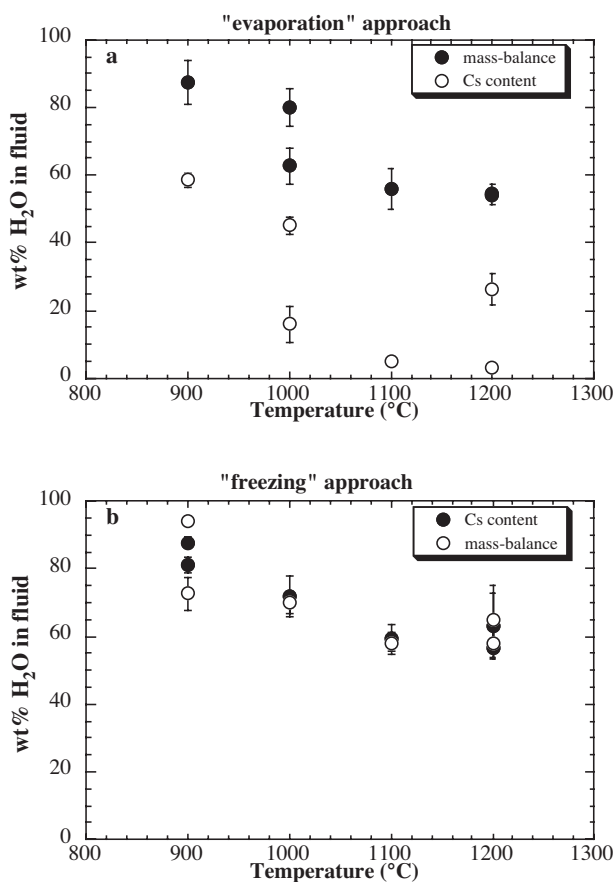 "evaporation" approach
a
mass-balance
Cs content
100
80
60
40
20
0
wt% H₂O in fluid
800 900 1000 1100 1200 1300
Temperature (°C)
"freezing" approach
b
Cs content
mass-balance
100
80
60
40
20
0
wt% H₂O in fluid
800 900 1000 1100 1200 1300
Temperature (°C)